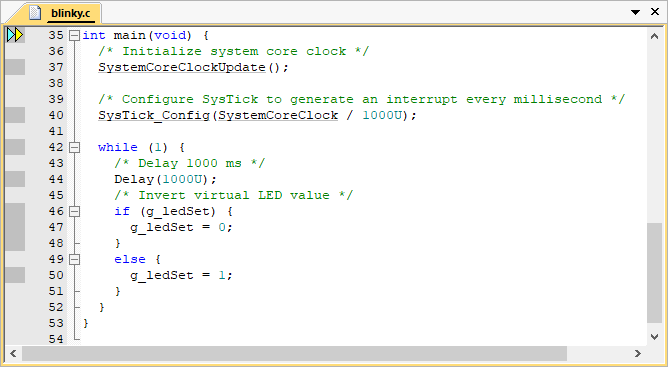 blinky.c
35 int main(void) {
36 /* Initialize system core clock */
37 SystemCoreClockUpdate();
38
39 /* Configure SysTick to generate an interrupt every millisecond */
40 SysTick_Config(SystemCoreClock / 1000U);
41
42 while (1) {
43 /* Delay 1000 ms */
44 Delay(1000U);
45 /* Invert virtual LED value */
46 if (g_ledSet) {
47 g_ledSet = 0;
48 }
49 else {
50 g_ledSet = 1;
51 }
52 }
53 }
54